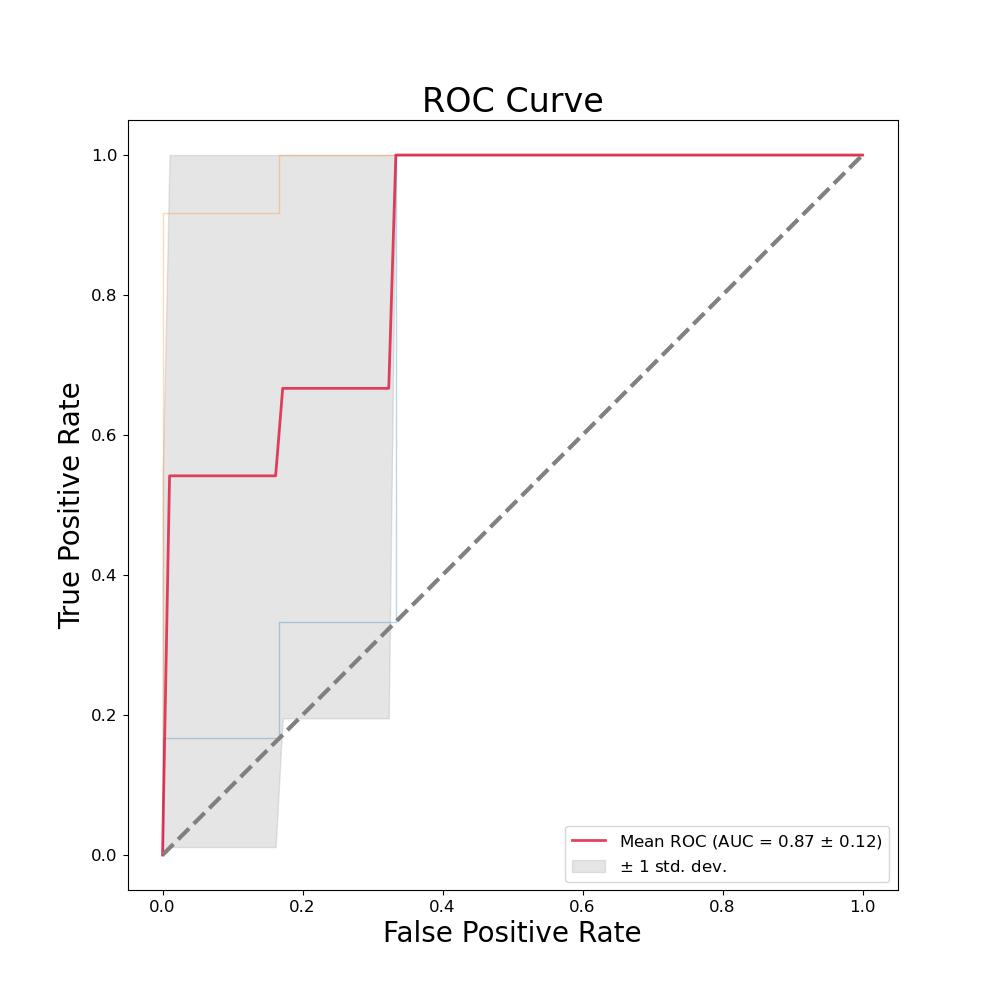 ROC Curve
1.0
0.8
0.6
0.4
0.2
0.0
True Positive Rate
Mean ROC (AUC = 0.87 ± 0.12)
± 1 std. dev.
0.0 0.2 0.4 0.6 0.8 1.0
False Positive Rate